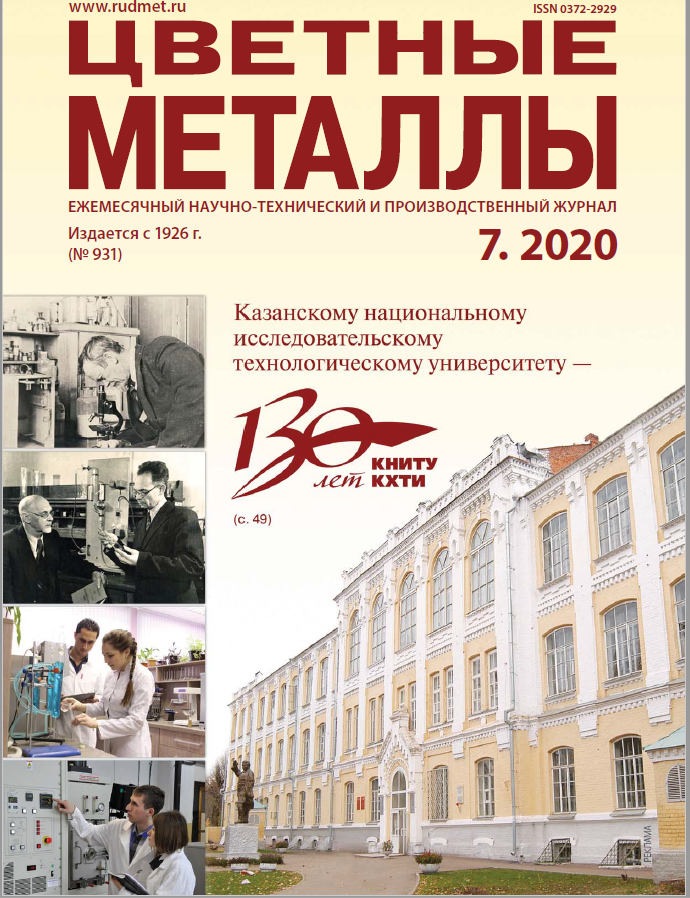 www.rudmet.ru
ISSN 0372-2929
ЦВЕТНЫЕ
МЕТАЛЛЫ
ЕЖЕМЕСЯЧНЫЙ НАУЧНО-ТЕХНИЧЕСКИЙ И ПРОИЗВОДСТВЕННЫЙ ЖУРНАЛ
Издается с 1926 г.
(№ 931)
7. 2020
Казанскому национальному
исследовательскому
технологическому университету —
130
лет
КНИТУ
КХТИ
(с. 49)
РЕКЛАМА